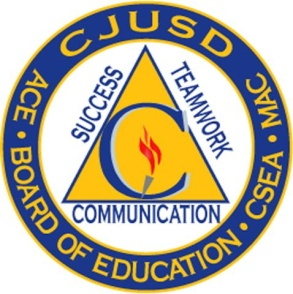 CJUSD
ACE • BOARD OF EDUCATION • CSEA • MAC
SUCCESS
TEAMWORK
C
COMMUNICATION